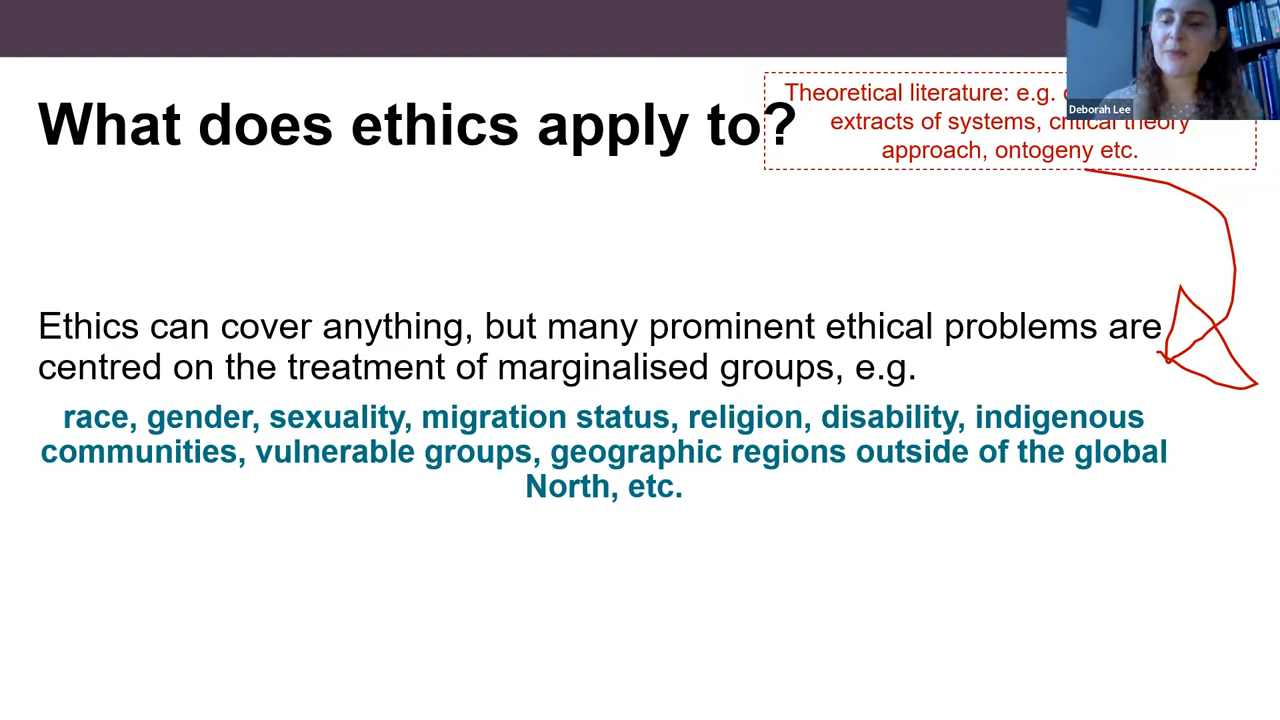 What does ethics apply to?
Theoretical literature: e.g.
extracts of systems, critical theory
approach, ontogeny etc.
Deborah Lee
Ethics can cover anything, but many prominent ethical problems are
centred on the treatment of marginalised groups, e.g.
race, gender, sexuality, migration status, religion, disability, indigenous
communities, vulnerable groups, geographic regions outside of the global
North, etc.